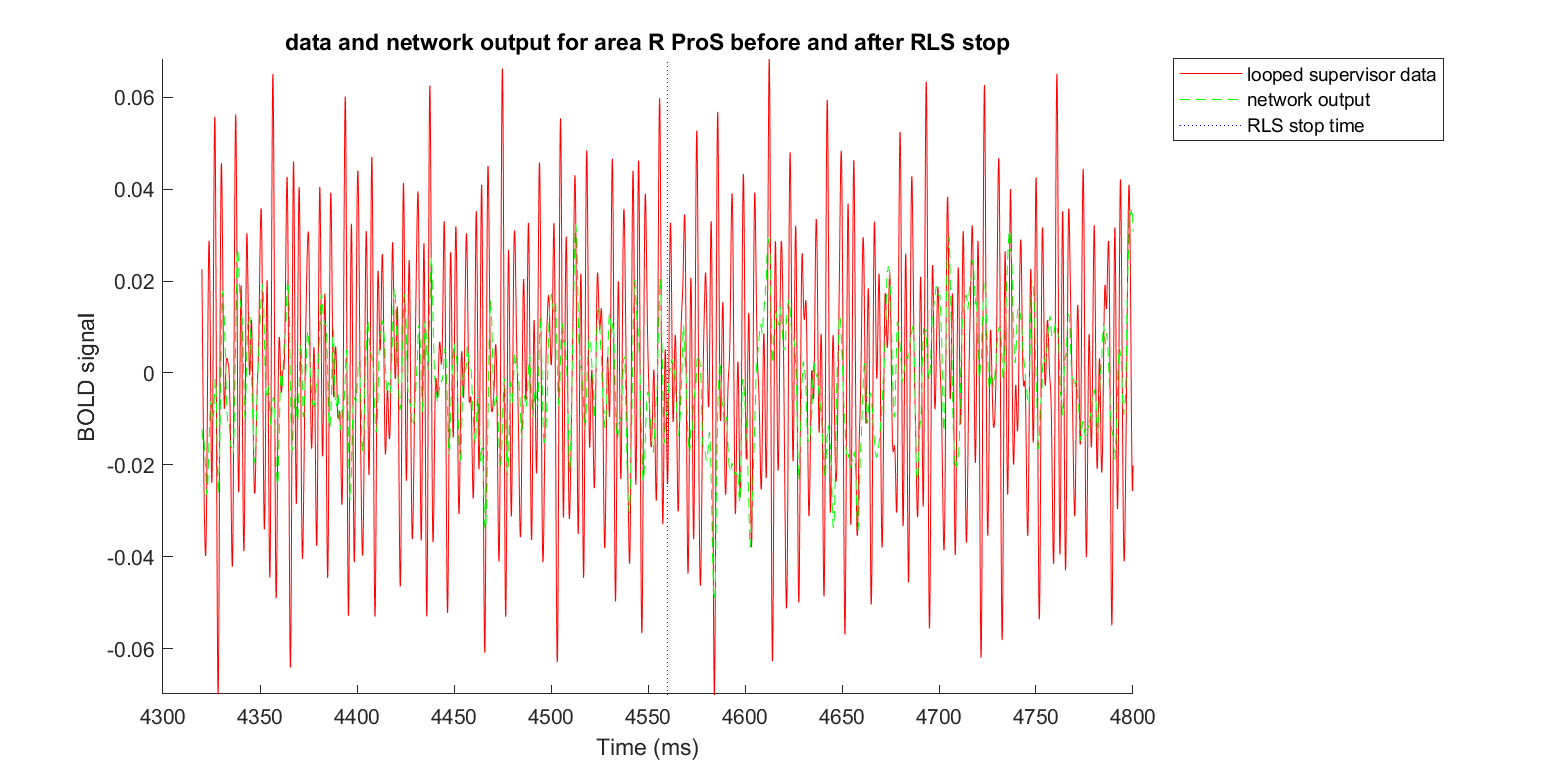 data and network output for area R ProS before and after RLS stop
looped supervisor data
network output
RLS stop time
BOLD signal
0.06
0.04
0.02
0
-0.02
-0.04
-0.06
4300 4350 4400 4450 4500 4550 4600 4650 4700 4750 4800
Time (ms)